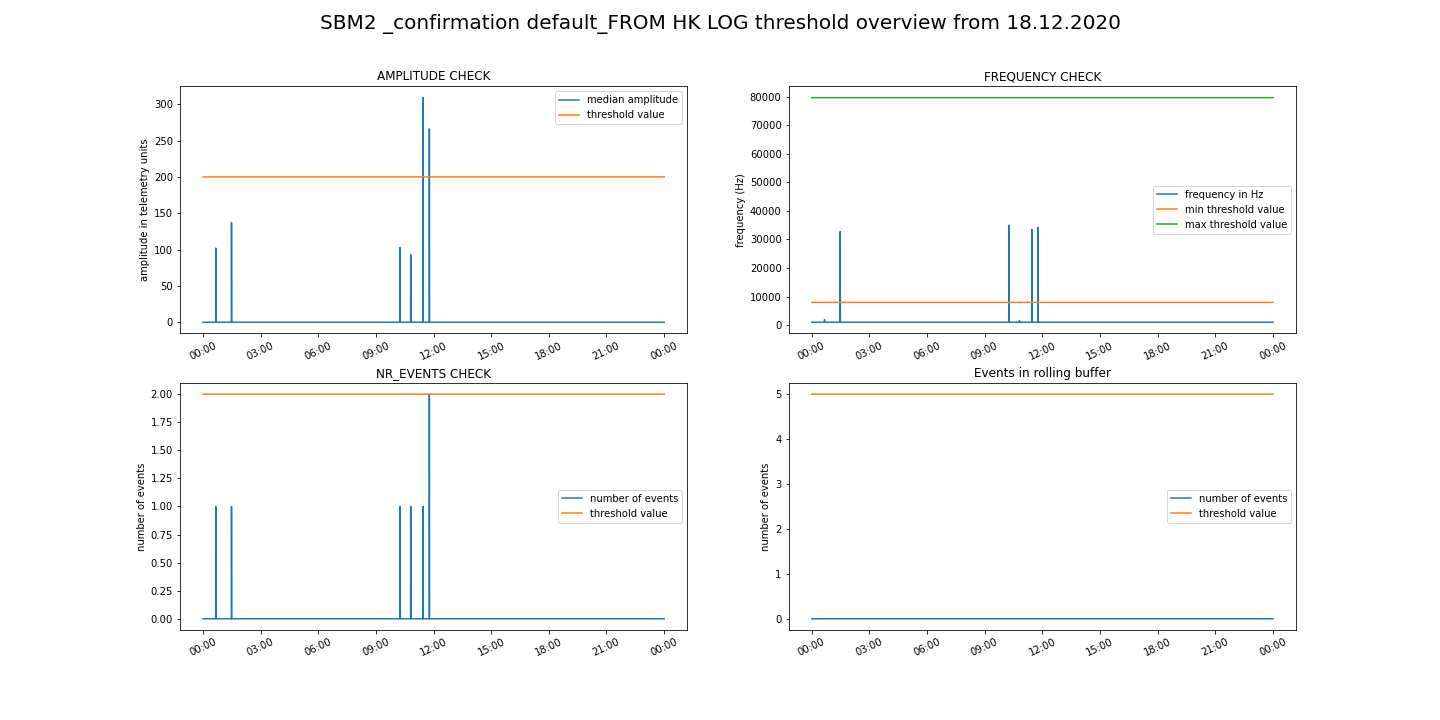 SBM2 _confirmation default_FROM HK LOG threshold overview from 18.12.2020
AMPLITUDE CHECK
amplitude in telemetry units
300
250
200
150
100
50
0
median amplitude
threshold value
00:00 03:00 06:00 09:00 12:00 15:00 18:00 21:00 00:00
FREQUENCY CHECK
frequency (Hz)
80000
70000
60000
50000
40000
30000
20000
10000
0
frequency in Hz
min threshold value
max threshold value
00:00 03:00 06:00 09:00 12:00 15:00 18:00 21:00 00:00
NR_EVENTS CHECK
number of events
2.00
1.75
1.50
1.25
1.00
0.75
0.50
0.25
0.00
number of events
threshold value
00:00 03:00 06:00 09:00 12:00 15:00 18:00 21:00 00:00
Events in rolling buffer
number of events
5
4
3
2
1
0
number of events
threshold value
00:00 03:00 06:00 09:00 12:00 15:00 18:00 21:00 00:00